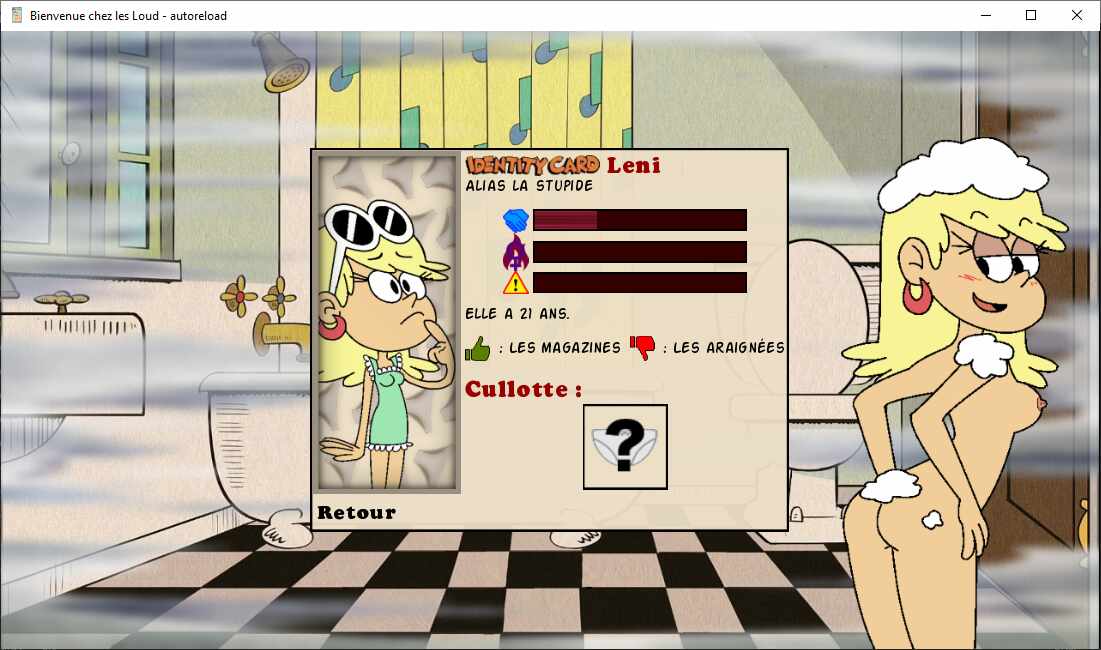 Bienvenue chez les Loud - autoreload
IDENTITY CARD Leni
ALIAS LA STUPIDE
ELLE A 21 ANS.
: LES MAGAZINES : LES ARAIGNÉES
Cullotte :
?
Retour